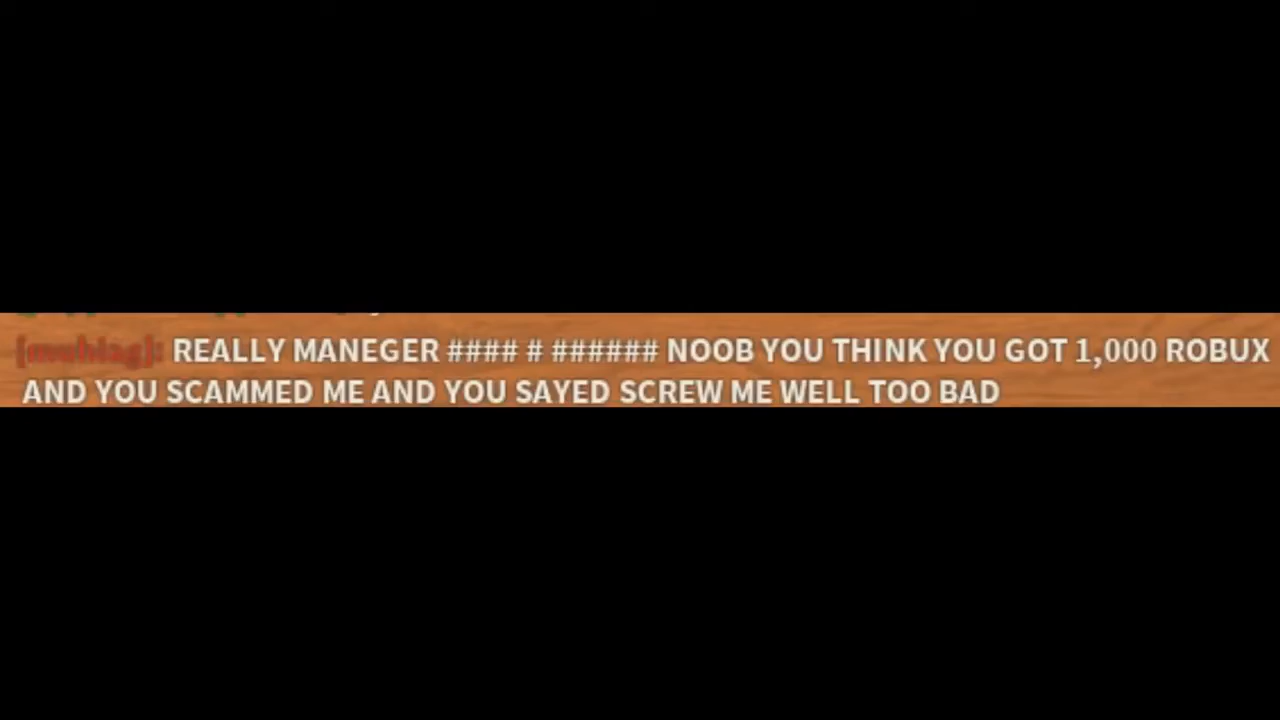 REALLY MANEGER #### # ###### NOOB YOU THINK YOU GOT 1,000 ROBUX
AND YOU SCAMMED ME AND YOU SAYED SCREW ME WELL TOO BAD